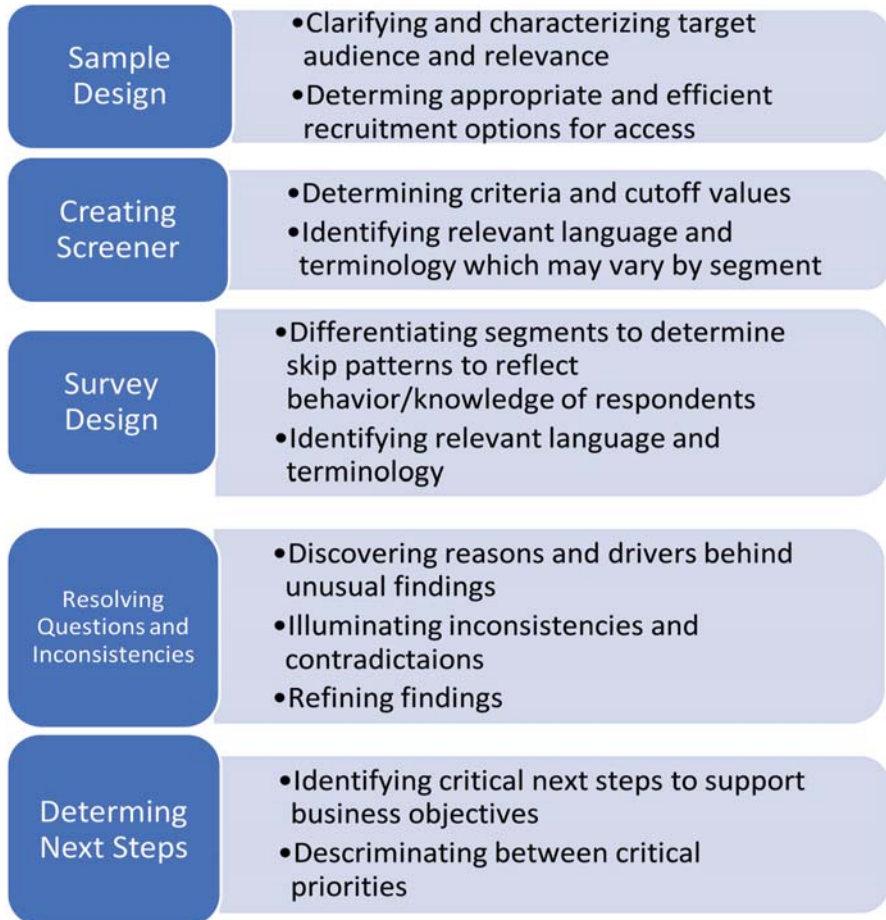 Sample
Design
•Clarifying and characterizing target
audience and relevance
•Determing appropriate and efficient
recruitment options for access
Creating
Screener
•Determining criteria and cutoff values
•Identifying relevant language and
terminology which may vary by segment
Survey
Design
•Differentiating segments to determine
skip patterns to reflect
behavior/knowledge of respondents
•Identifying relevant language and
terminology
Resolving
Questions and
Inconsistencies
•Discovering reasons and drivers behind
unusual findings
•Illuminating inconsistencies and
contradictaions
•Refining findings
Determing
Next Steps
•Identifying critical next steps to support
business objectives
•Descriminating between critical
priorities